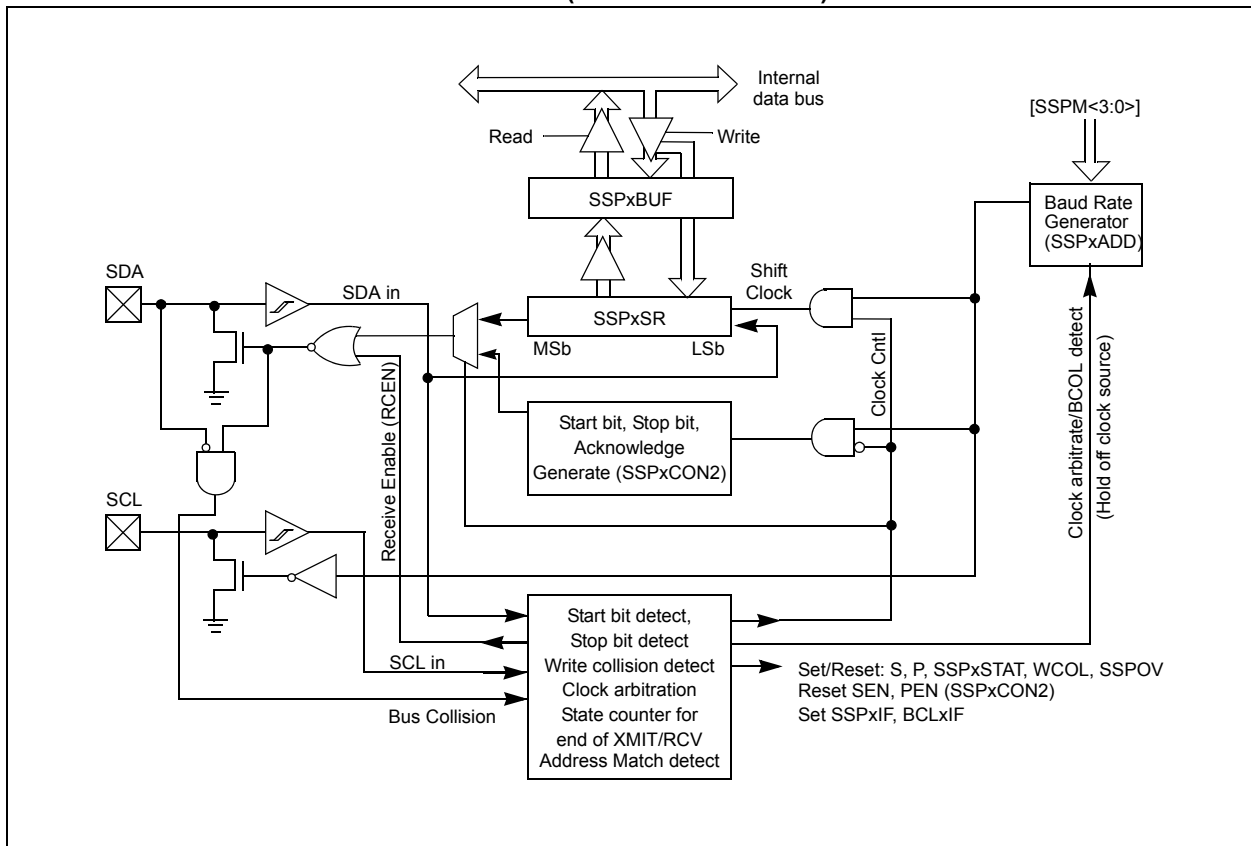 Internal
data bus
[SSPM<3:0>]
Read
Write
SSPxBUF
Baud Rate
Generator
(SSPxADD)
SDA
Shift
Clock
SDA in
SSPxSR
MSb
LSb
Clock Cntl
Receive Enable (RCEN)
Start bit, Stop bit,
Acknowledge
Generate (SSPxCON2)
Clock arbitrate/BCOL detect
(Hold off clock source)
SCL
Start bit detect,
Stop bit detect
Write collision detect
Clock arbitration
State counter for
end of XMIT/RCV
Address Match detect
SCL in
Bus Collision
Set/Reset: S, P, SSPxSTAT, WCOL, SSPOV
Reset SEN, PEN (SSPxCON2)
Set SSPxIF, BCLxIF